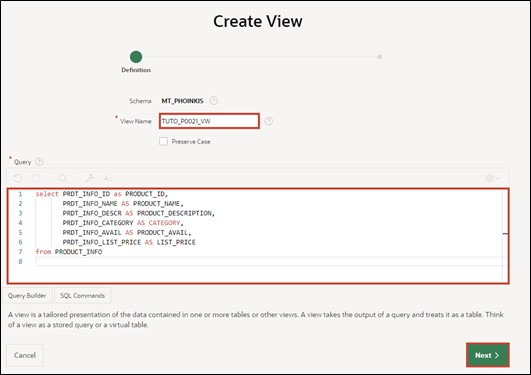 Create View
Definition
Schema MT_PHOINKIS
* View Name TUTO_P0021_VW
Preserve Case
* Query
1 select PRDT_INFO_ID as PRODUCT_ID,
2 PRDT_INFO_NAME AS PRODUCT_NAME,
3 PRDT_INFO_DESCR AS PRODUCT_DESCRIPTION,
4 PRDT_INFO_CATEGORY AS CATEGORY,
5 PRDT_INFO_AVAIL AS PRODUCT_AVAIL,
6 PRDT_INFO_LIST_PRICE AS LIST_PRICE
7 from PRODUCT_INFO
8
Query Builder SQL Commands
A view is a tailored presentation of the data contained in one or more tables or other views. A view takes the output of a query and treats it as a table. Think
of a view as a stored query or a virtual table.
Cancel Next >